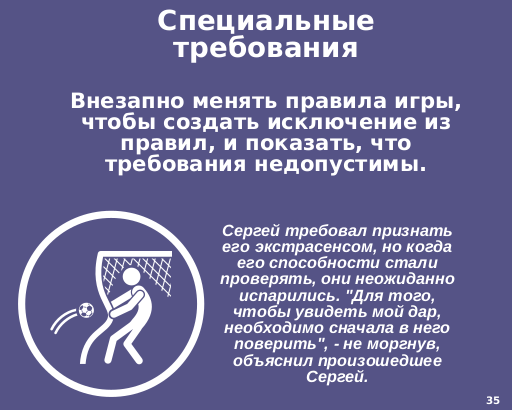 Специальные
требования
Внезапно менять правила игры,
чтобы создать исключение из
правил, и показать, что
требования недопустимы.
Сергей требовал признать
его экстрасенсом, но когда
его способности стали
проверять, они неожиданно
испарились. "Для того,
чтобы увидеть мой дар,
необходимо сначала в него
поверить", - не моргнув,
объяснил произошедшее
Сергей.
35